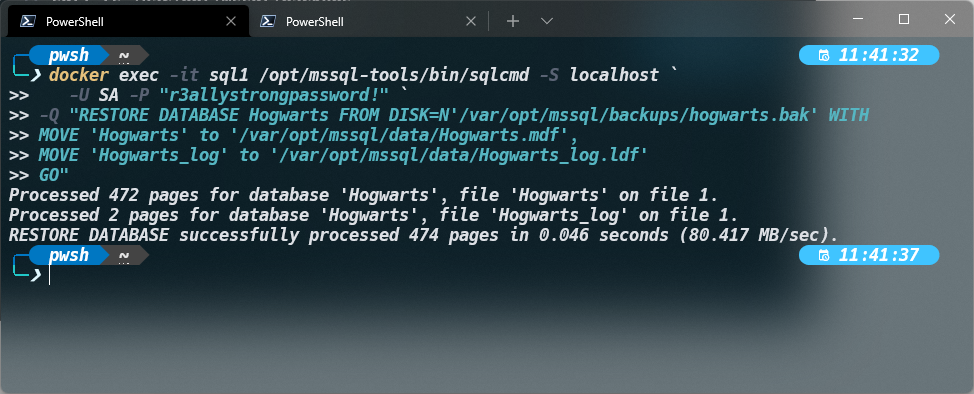 PowerShell
PowerShell
pwsh ~ 11:41:32
❯ docker exec -it sql1 /opt/mssql-tools/bin/sqlcmd -S localhost `
>>    -U SA -P "r3allystrongpassword!" `
>> -Q "RESTORE DATABASE Hogwarts FROM DISK=N'/var/opt/mssql/backups/hogwarts.bak' WITH
>> MOVE 'Hogwarts' to '/var/opt/mssql/data/Hogwarts.mdf',
>> MOVE 'Hogwarts_log' to '/var/opt/mssql/data/Hogwarts_log.ldf'
>> GO"
Processed 472 pages for database 'Hogwarts', file 'Hogwarts' on file 1.
Processed 2 pages for database 'Hogwarts', file 'Hogwarts_log' on file 1.
RESTORE DATABASE successfully processed 474 pages in 0.046 seconds (80.417 MB/sec).
pwsh ~ 11:41:37
❯